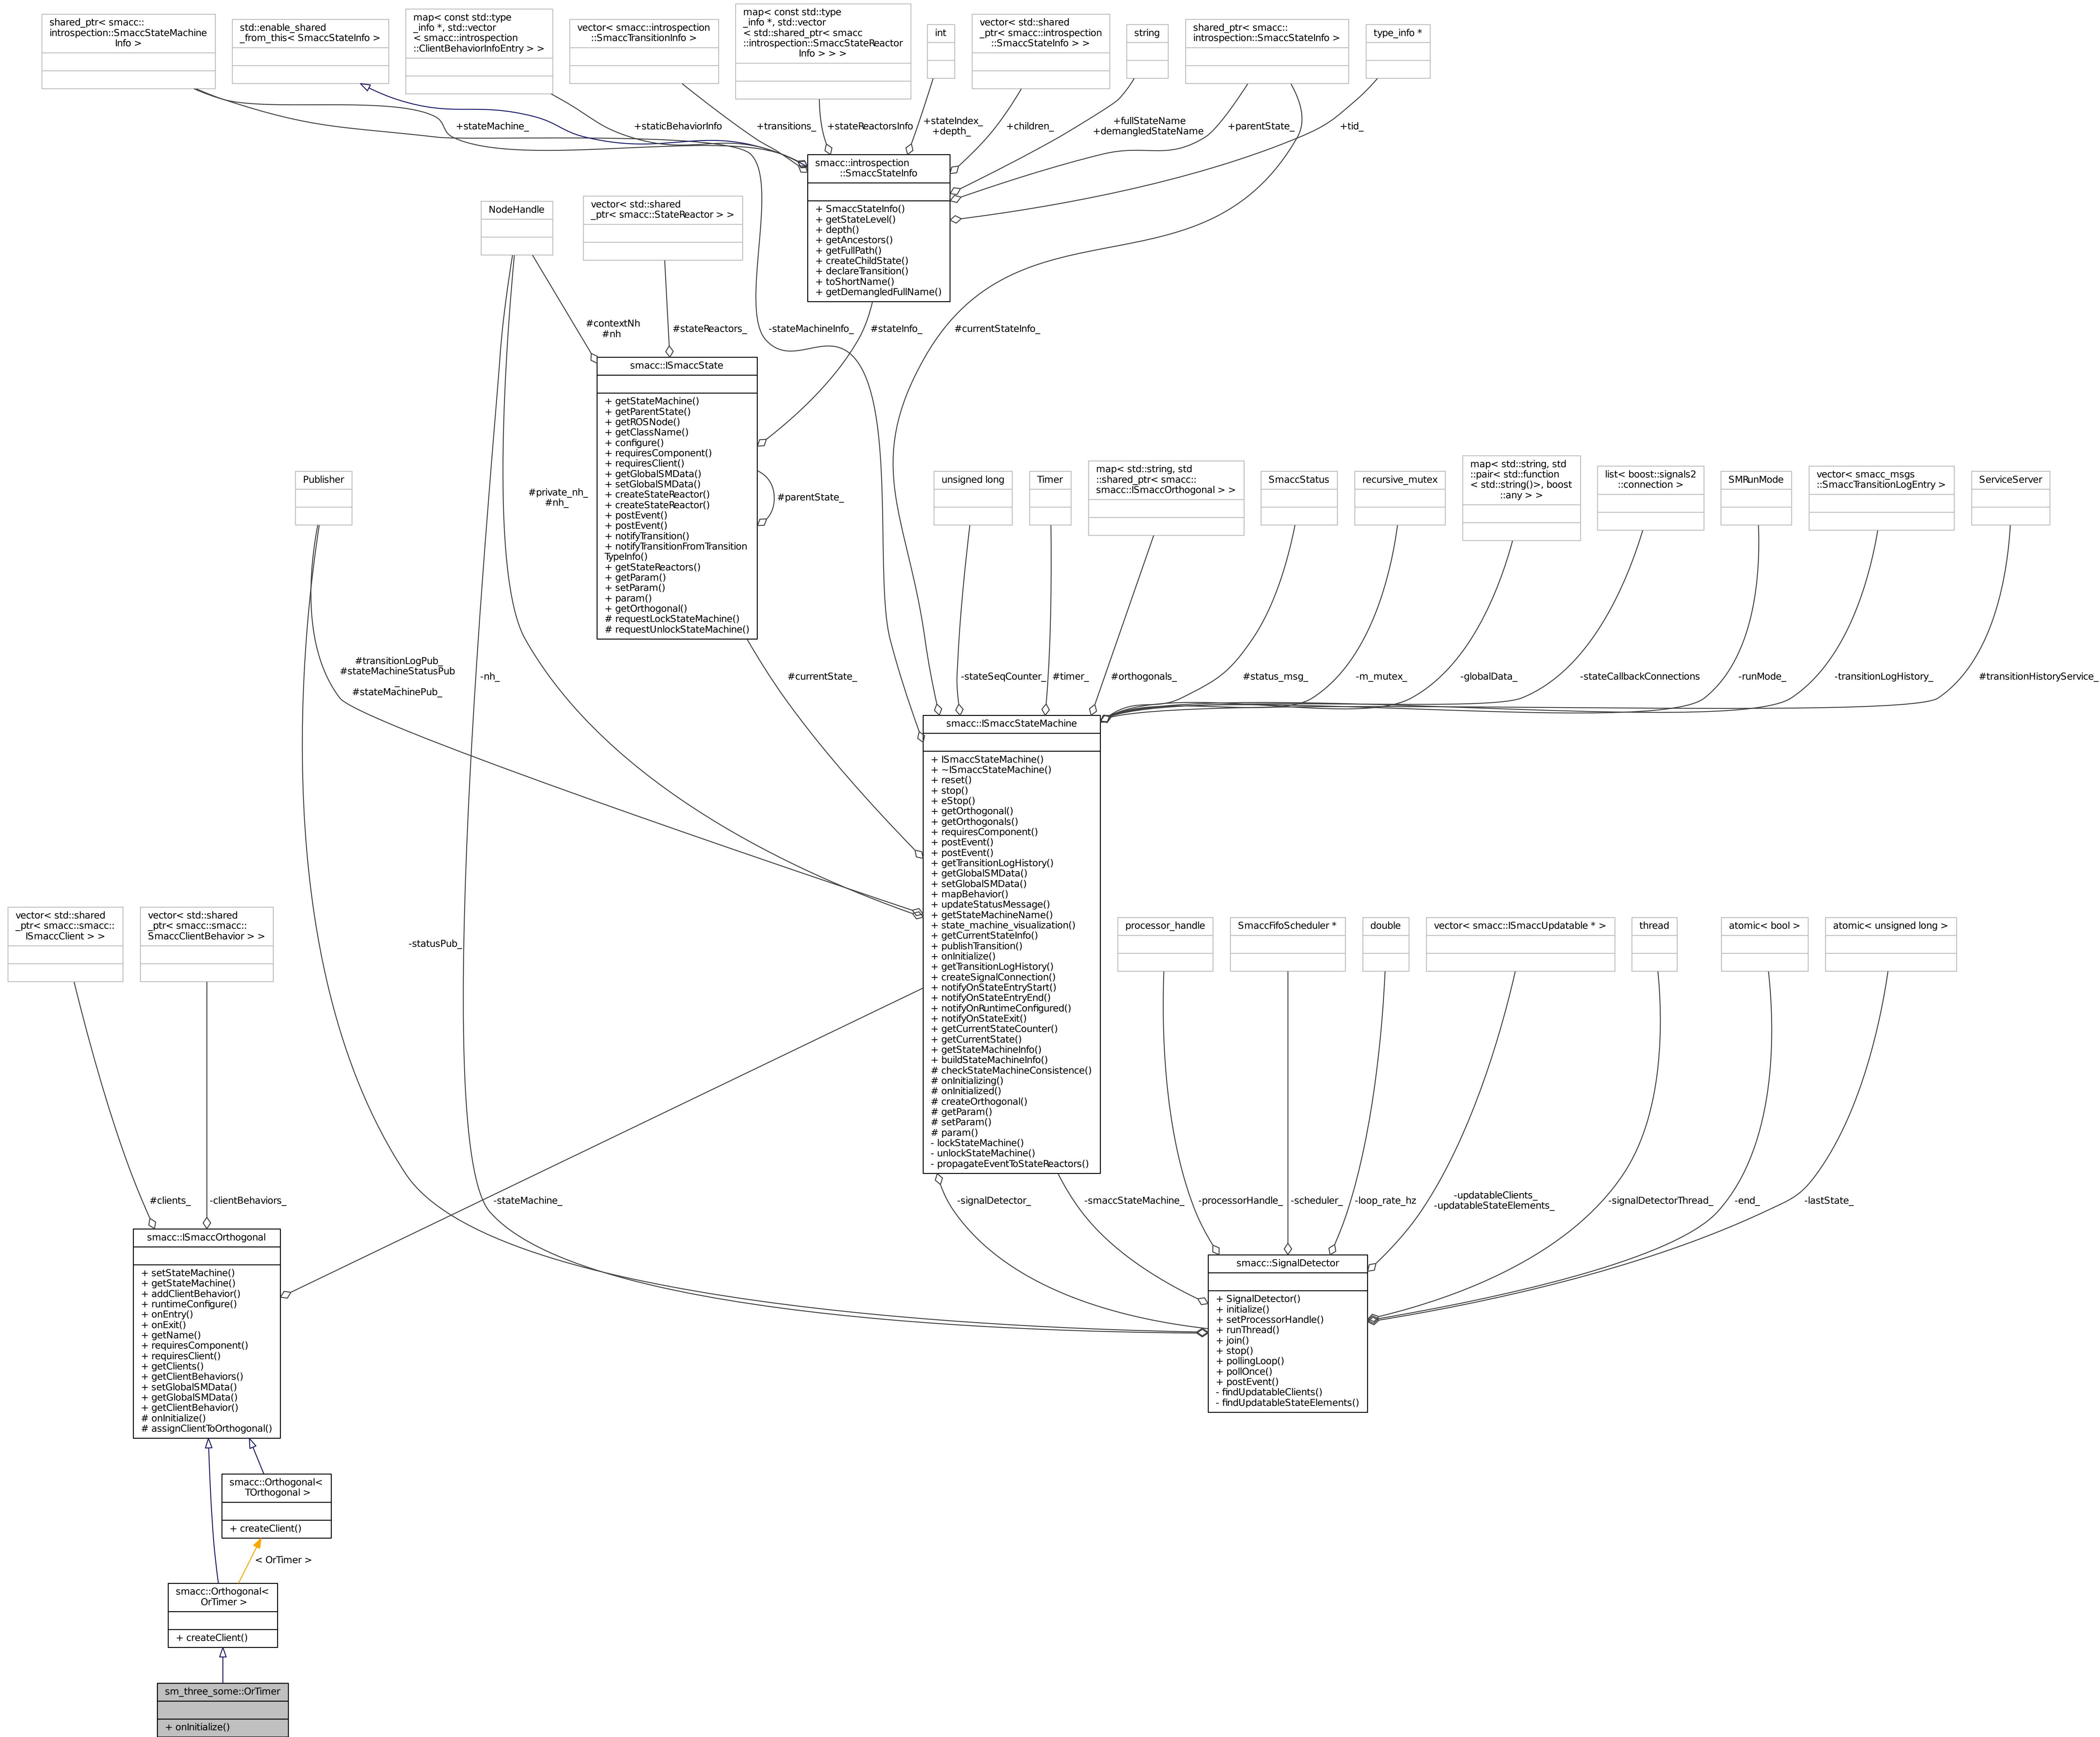 shared_ptr< smacc::
introspection::SmaccStateMachine
Info >
std::enable_shared
_from_this< SmaccStateInfo >
map< const std::type
_info *, std::vector
< smacc::introspection
::ClientBehaviorInfoEntry > >
vector< smacc::introspection
::SmaccTransitionInfo >
map< const std::type
_info *, std::vector
< std::shared_ptr< smacc
::introspection::SmaccStateReactor
Info > > >
int
vector< std::shared
_ptr< smacc::introspection
::SmaccStateInfo > >
string
shared_ptr< smacc::
introspection::SmaccStateInfo >
type_info *
+stateMachine_
+staticBehaviorInfo
+transitions_
+stateReactorsInfo
+stateIndex_
+depth_
+children_
+fullStateName
+demangledStateName
+parentState_
+tid_
smacc::introspection
::SmaccStateInfo
+ SmaccStateInfo()
+ getStateLevel()
+ depth()
+ getAncestors()
+ getFullPath()
+ createChildState()
+ declareTransition()
+ toShortName()
+ getDemangledFullName()
NodeHandle
vector< std::shared
_ptr< smacc::StateReactor > >
#contextNh
#nh
#stateReactors_
-stateMachineInfo_
#stateInfo_
#currentStateInfo_
smacc::ISmaccState
+ getStateMachine()
+ getParentState()
+ getROSNode()
+ getClassName()
+ configure()
+ requiresComponent()
+ requiresClient()
+ getGlobalSMData()
+ setGlobalSMData()
+ createStateReactor()
+ createStateReactor()
+ postEvent()
+ postEvent()
+ notifyTransition()
+ notifyTransitionFromTransition
TypeInfo()
+ getStateReactors()
+ getParam()
+ setParam()
+ param()
+ getOrthogonal()
# requestLockStateMachine()
# requestUnlockStateMachine()
#parentState_
Publisher
#private_nh_
#nh_
unsigned long
Timer
map< std::string, std
::shared_ptr< smacc::
smacc::ISmaccOrthogonal > >
SmaccStatus
recursive_mutex
map< std::string, std
::pair< std::function
< std::string()>, boost
::any > >
list< boost::signals2
::connection >
SMRunMode
vector< smacc_msgs
::SmaccTransitionLogEntry >
ServiceServer
#transitionLogPub_
#stateMachineStatusPub
_
#stateMachinePub_
-nh_
#currentState_
-stateSeqCounter_
#timer_
#orthogonals_
#status_msg_
-m_mutex_
-globalData_
-stateCallbackConnections
-runMode_
-transitionLogHistory_
#transitionHistoryService_
smacc::ISmaccStateMachine
+ ISmaccStateMachine()
+ ~ISmaccStateMachine()
+ reset()
+ stop()
+ eStop()
+ getOrthogonal()
+ getOrthogonals()
+ requiresComponent()
+ postEvent()
+ postEvent()
+ getTransitionLogHistory()
+ getGlobalSMData()
+ setGlobalSMData()
+ mapBehavior()
+ updateStatusMessage()
+ getStateMachineName()
+ state_machine_visualization()
+ getCurrentStateInfo()
+ publishTransition()
+ onInitialize()
+ getTransitionLogHistory()
+ createSignalConnection()
+ notifyOnStateEntryStart()
+ notifyOnStateEntryEnd()
+ notifyOnRuntimeConfigured()
+ notifyOnStateExit()
+ getCurrentStateCounter()
+ getCurrentState()
+ getStateMachineInfo()
+ buildStateMachineInfo()
# checkStateMachineConsistence()
# onInitializing()
# onInitialized()
# createOrthogonal()
# getParam()
# setParam()
# param()
- lockStateMachine()
- unlockStateMachine()
- propagateEventToStateReactors()
vector< std::shared
_ptr< smacc::smacc::
ISmaccClient > >
vector< std::shared
_ptr< smacc::smacc::
SmaccClientBehavior > >
-statusPub_
processor_handle
SmaccFifoScheduler *
double
vector< smacc::ISmaccUpdatable * >
thread
atomic< bool >
atomic< unsigned long >
#clients_
-clientBehaviors_
-stateMachine_
-signalDetector_
-smaccStateMachine_
-processorHandle_
-scheduler_
-loop_rate_hz
-updatableClients_
-updatableStateElements_
-signalDetectorThread_
-end_
-lastState_
smacc::ISmaccOrthogonal
+ setStateMachine()
+ getStateMachine()
+ addClientBehavior()
+ runtimeConfigure()
+ onEntry()
+ onExit()
+ getName()
+ requiresComponent()
+ requiresClient()
+ getClients()
+ getClientBehaviors()
+ setGlobalSMData()
+ getGlobalSMData()
+ getClientBehavior()
# onInitialize()
# assignClientToOrthogonal()
smacc::SignalDetector
+ SignalDetector()
+ initialize()
+ setProcessorHandle()
+ runThread()
+ join()
+ stop()
+ pollingLoop()
+ pollOnce()
+ postEvent()
- findUpdatableClients()
- findUpdatableStateElements()
smacc::Orthogonal<
TOrthogonal >
+ createClient()
< OrTimer >
smacc::Orthogonal<
OrTimer >
+ createClient()
sm_three_some::OrTimer
+ onInitialize()